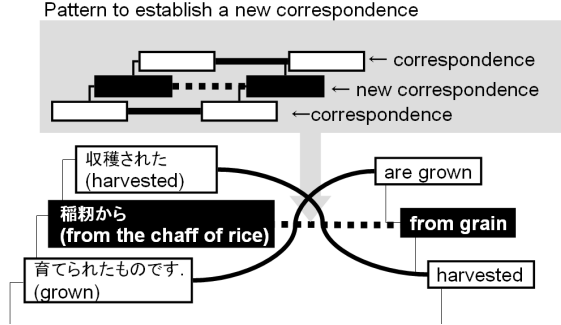 Pattern to establish a new correspondence
← correspondence
← new correspondence
←correspondence
収穫された
(harvested)
are grown
稲籾から
(from the chaff of rice)
from grain
育てられたものです.
(grown)
harvested